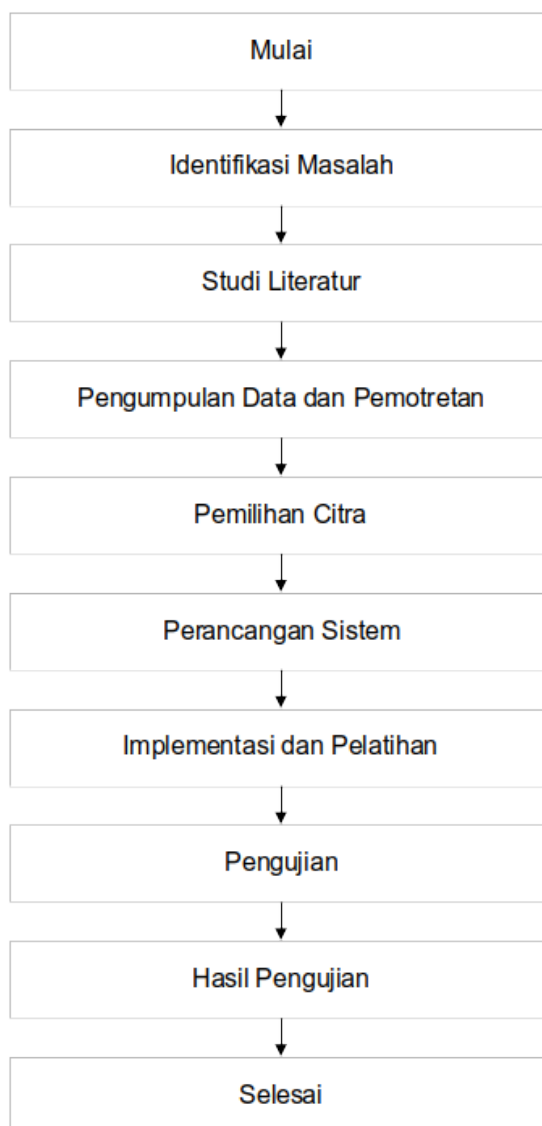 Mulai
Identifikasi Masalah
Studi Literatur
Pengumpulan Data dan Pemotretan
Pemilihan Citra
Perancangan Sistem
Implementasi dan Pelatihan
Pengujian
Hasil Pengujian
Selesai